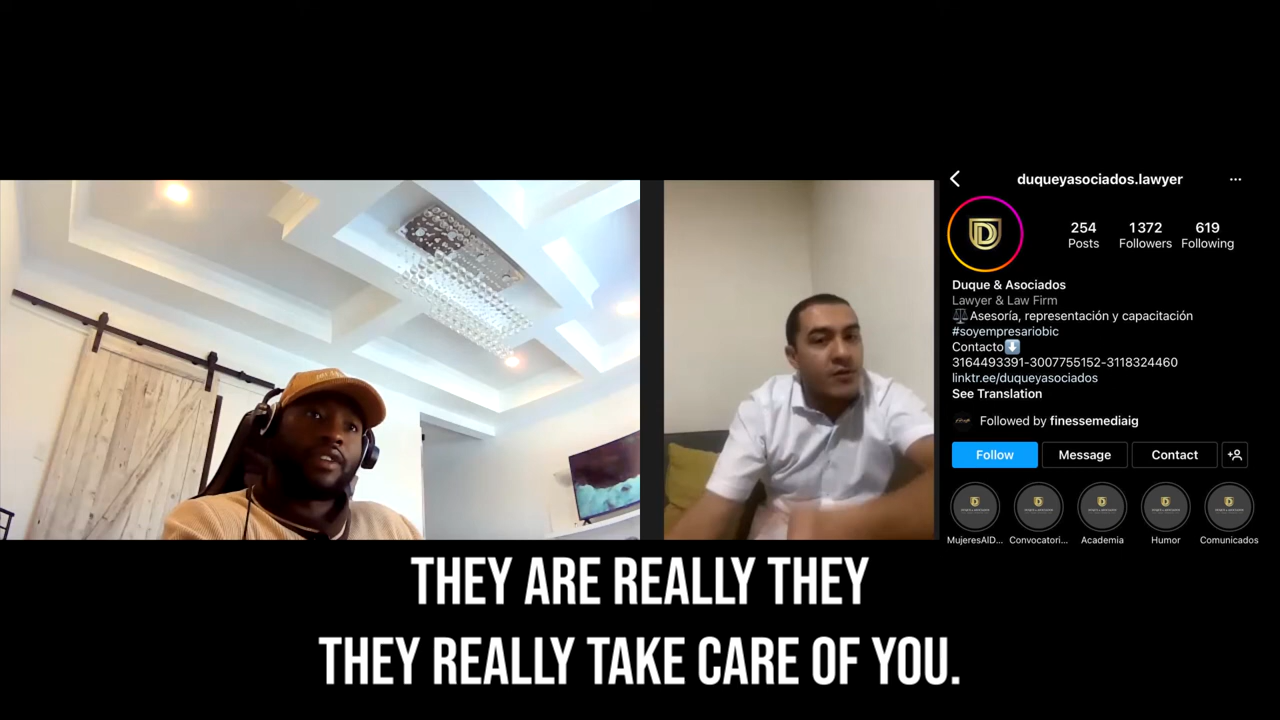 duqueyasociados.lawyer
254
1372
619
Posts
Followers
Following
Duque & Asociados
Lawyer & Law Firm
Asesoría, representación y capacitación
#soyempresariobic
Contacto
3164493391-3007755152-3118324460
linktr.ee/duqueyasociados
See Translation
Followed by finessemediaig
Follow
Message
Contact
MujeresAlD...
Convocatori...
Academia
Humor
Comunicados
THEY ARE REALLY THEY
THEY REALLY TAKE CARE OF YOU.